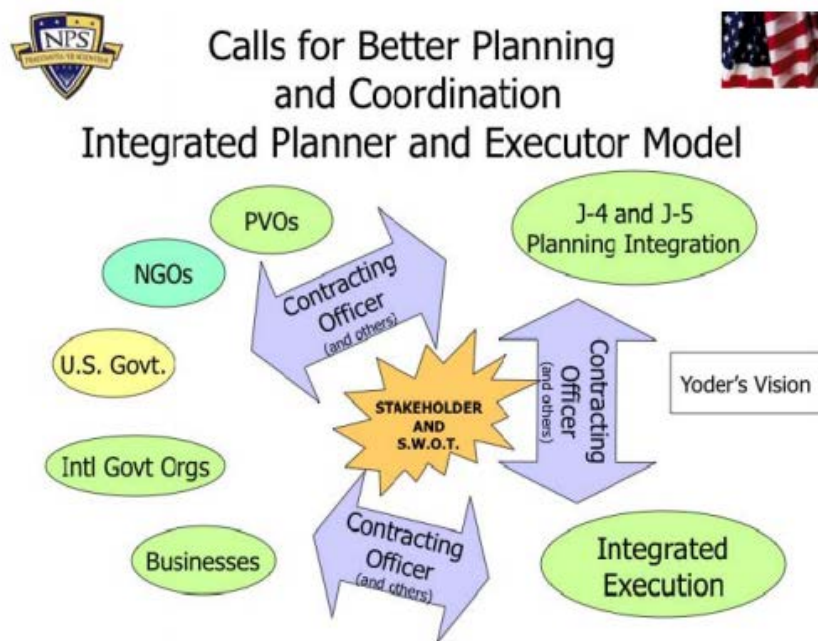 NPS
Calls for Better Planning
and Coordination
Integrated Planner and Executor Model
PVOs
NGOs
U.S. Govt.
Intl Govt Orgs
Businesses
Contracting
Officer
(and others)
J-4 and J-5
Planning Integration
STAKEHOLDER
AND
S.W.O.T.
Contracting
Officer
(and others)
Yoder's Vision
Contracting
Officer
(and others)
Integrated
Execution